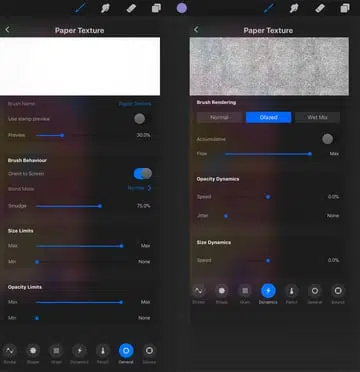 Paper Texture
Brush Name Paper Texture
Use stamp preview
Preview 30.0%
Brush Behaviour
Orient to Screen
Blend Mode Normal
Smudge 75.0%
Size Limits
Max Max
Min None
Opacity Limits
Max Max
Min None
Stroke Shape Grain Dynamics Pencil General Source
Paper Texture
Brush Rendering
Normal Glazed Wet Mix
Accumulative
Flow Max
Opacity Dynamics
Speed 0.0%
Jitter None
Size Dynamics
Speed 0.0%
Stroke Shape Grain Dynamics Pencil General Source